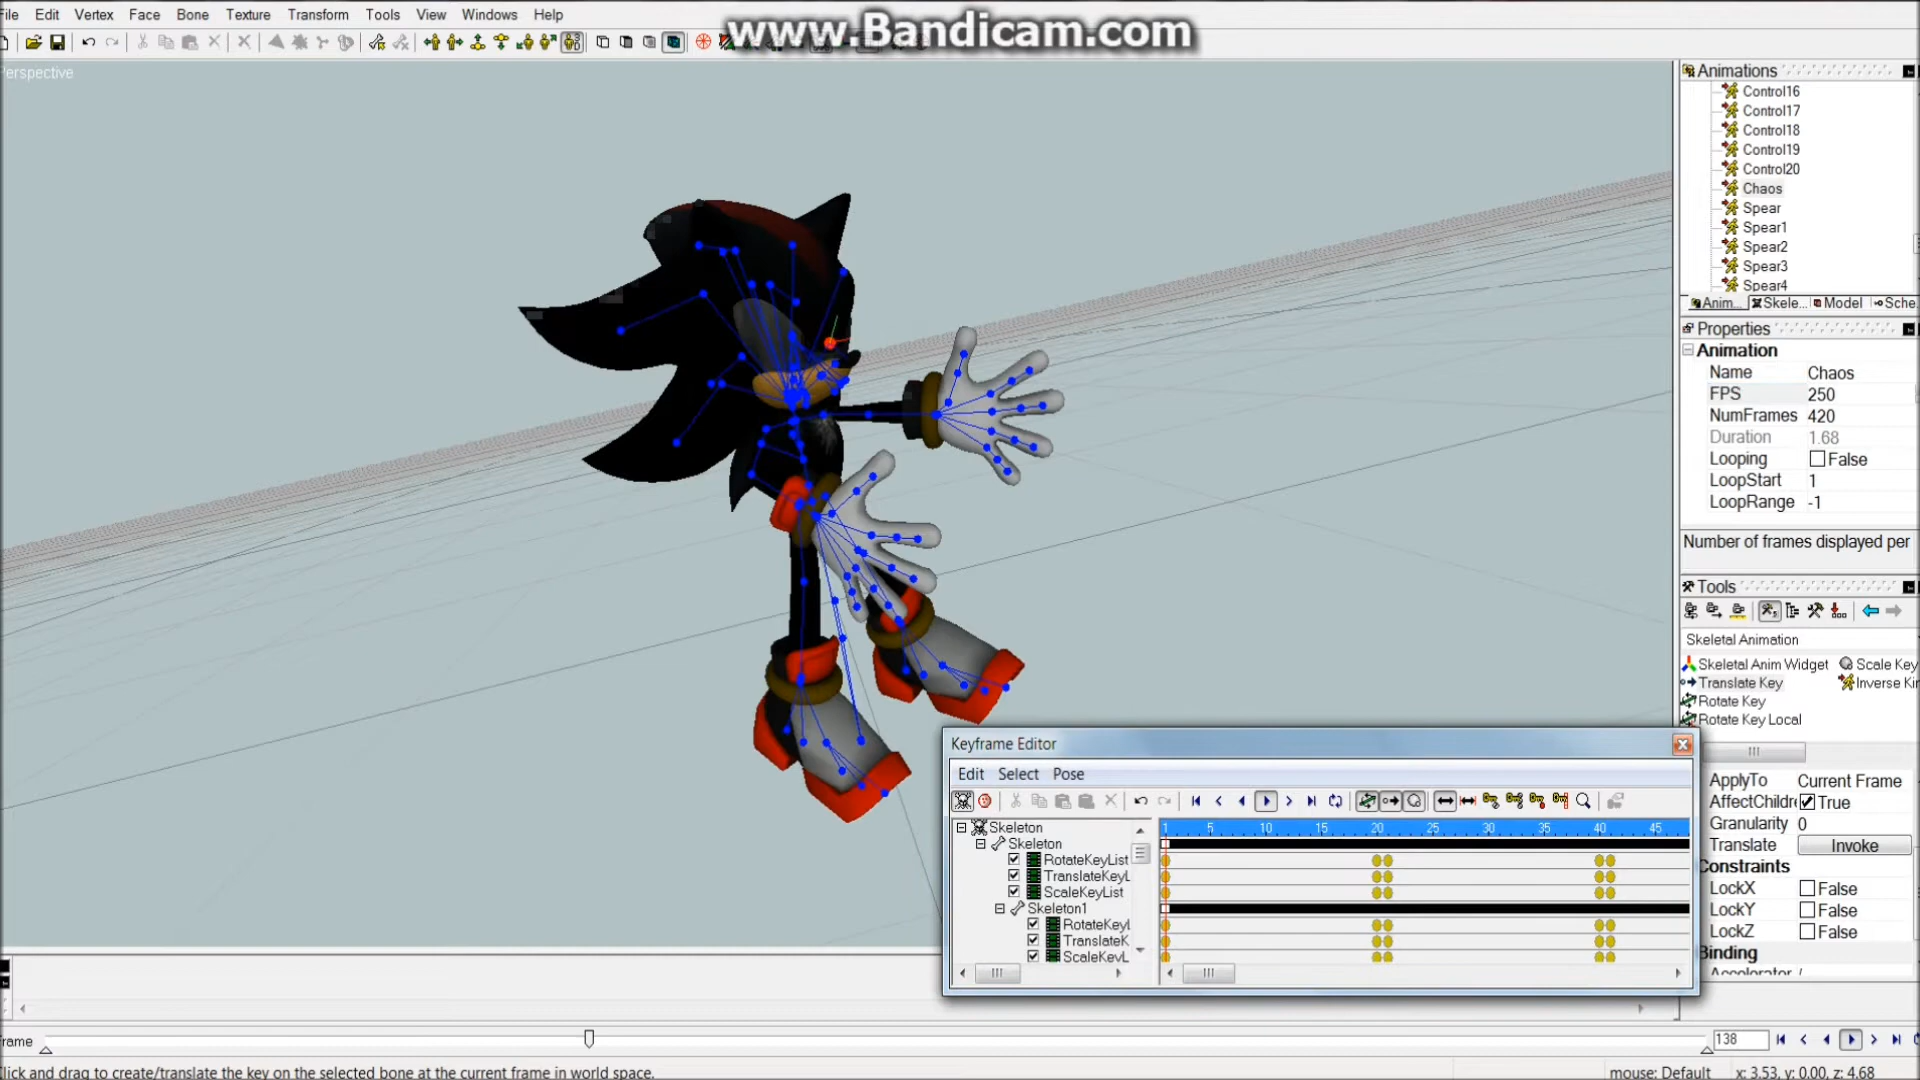 File Edit Vertex Face Bone Texture Transform Tools View Windows Help
www.Bandicam.com
Perspective
Animations
Control16
Control17
Control18
Control19
Control20
Chaos
Spear
Spear1
Spear2
Spear3
Spear4
Anim... Skele... Model Sche
Properties
Animation
Name Chaos
FPS 250
NumFrames 420
Duration 1.68
Looping False
LoopStart 1
LoopRange -1
Number of frames displayed per
Tools
Skeletal Animation
Skeletal Anim Widget Scale Key
Translate Key Inverse Kir
Rotate Key
Rotate Key Local
ApplyTo Current Frame
AffectChildre True
Granularity 0
Translate Invoke
Constraints
LockX False
LockY False
LockZ False
Binding
Accelerator /
Keyframe Editor
Edit Select Pose
1 5 10 15 20 25 30 35 40 45
Skeleton
Skeleton
RotateKeyList
TranslateKeyL
ScaleKeyList
Skeleton1
RotateKeyL
TranslateK
ScaleKeyL
rame 138
lick and drag to create/translate the key on the selected bone at the current frame in world space. mouse: Default x: 3.53, y: 0.00, z: 4.68